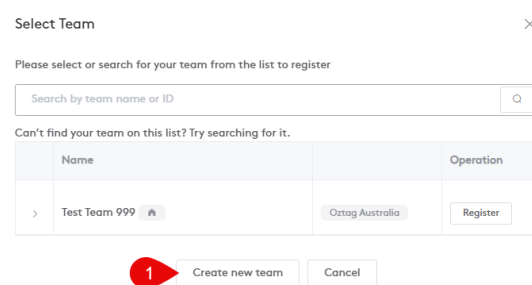 Select Team
Please select or search for your team from the list to register
Search by team name or ID
Can't find your team on this list? Try searching for it.
Name Operation
Test Team 999 Oztag Australia Register
1 Create new team Cancel